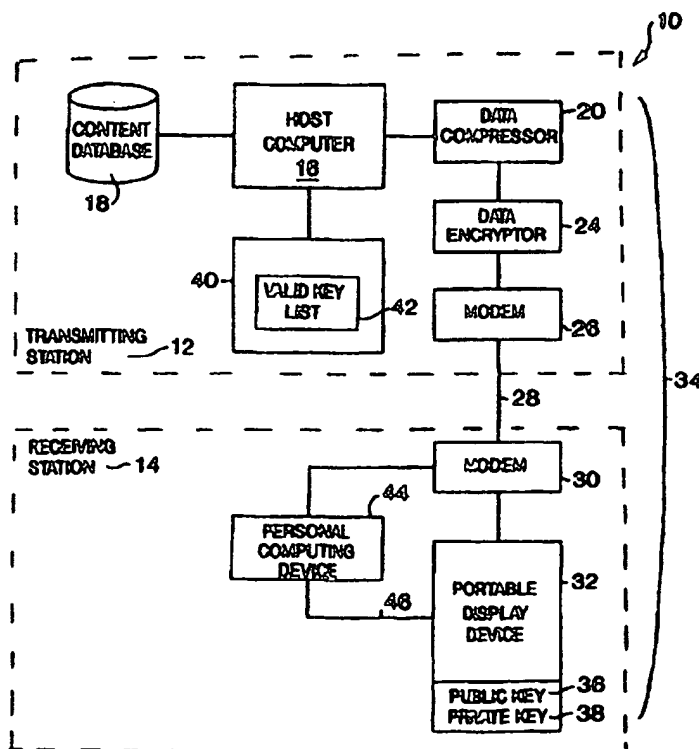 10
CONTENT
DATABASE
18
HOST
COMPUTER
16
DATA
COMPRESSOR
20
DATA
ENCRYPTOR
24
40
VALID KEY
LIST
42
MODEM
26
TRANSMITTING
STATION
12
28
34
RECEIVING
STATION
14
MODEM
30
44
PERSONAL
COMPUTING
DEVICE
46
PORTABLE
DISPLAY
DEVICE
32
PUBLIC KEY
36
PRIVATE KEY
38